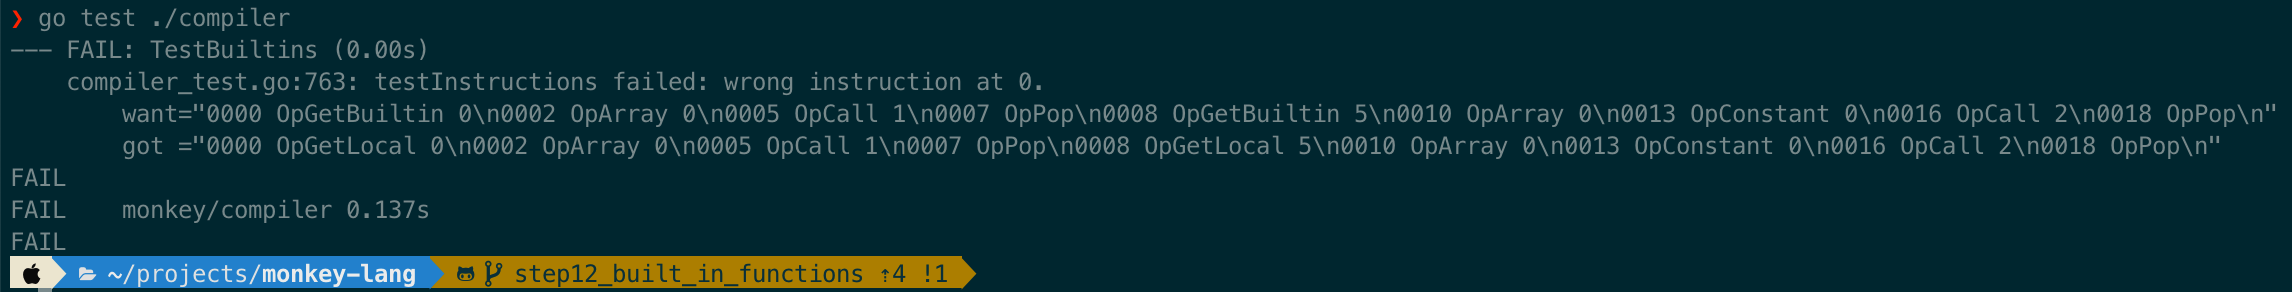 ❯ go test ./compiler
--- FAIL: TestBuiltins (0.00s)
    compiler_test.go:763: testInstructions failed: wrong instruction at 0.
        want="0000 OpGetBuiltin 0\n0002 OpArray 0\n0005 OpCall 1\n0007 OpPop\n0008 OpGetBuiltin 5\n0010 OpArray 0\n0013 OpConstant 0\n0016 OpCall 2\n0018 OpPop\n"
        got ="0000 OpGetLocal 0\n0002 OpArray 0\n0005 OpCall 1\n0007 OpPop\n0008 OpGetLocal 5\n0010 OpArray 0\n0013 OpConstant 0\n0016 OpCall 2\n0018 OpPop\n"
FAIL
FAIL    monkey/compiler 0.137s
FAIL
~/projects/monkey-lang step12_built_in_functions ⇡4 !1